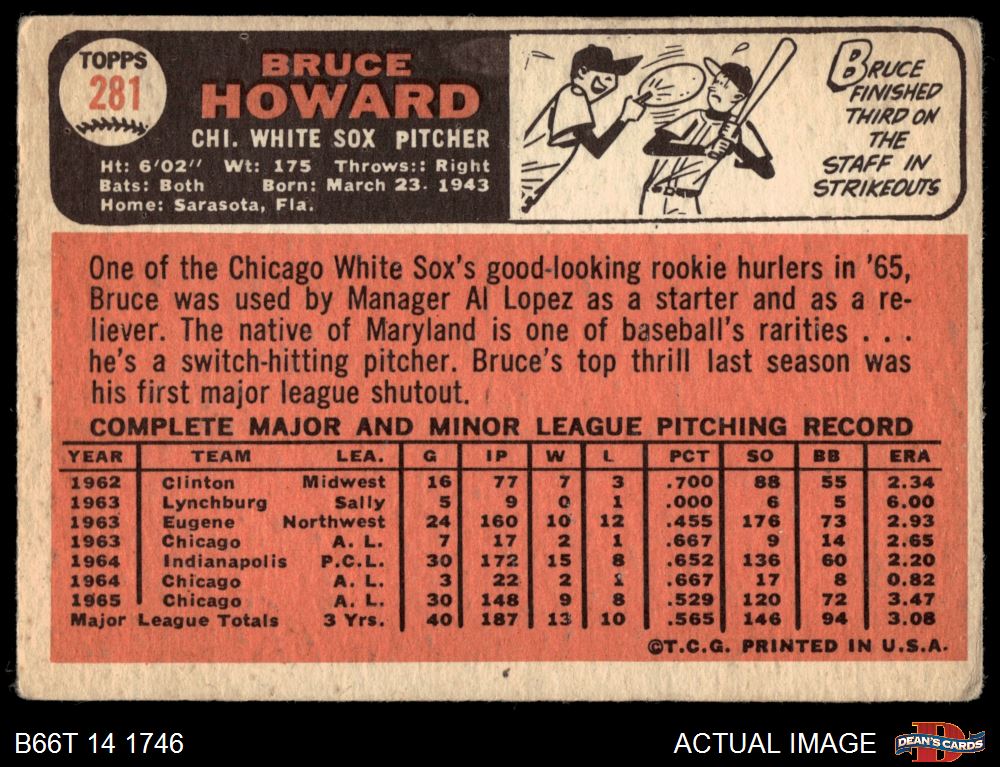 TOPPS
281
BRUCE
HOWARD
CHI. WHITE SOX PITCHER
Ht: 6'02" Wt: 175 Throws:: Right
Bats: Both Born: March 23. 1943
Home: Sarasota, Fla.
BRUCE
FINISHED
THIRD ON
THE
STAFF IN
STRIKEOUTS
One of the Chicago White Sox's good-looking rookie hurlers in '65,
Bruce was used by Manager Al Lopez as a starter and as a re-
liever. The native of Maryland is one of baseball's rarities . . .
he's a switch-hitting pitcher. Bruce's top thrill last season was
his first major league shutout.
COMPLETE MAJOR AND MINOR LEAGUE PITCHING RECORD
YEAR TEAM LEA. G IP W L PCT SO BB ERA
1962 Clinton Midwest 16 77 7 3 .700 88 55 2.34
1963 Lynchburg Sally 5 9 0 1 .000 6 5 6.00
1963 Eugene Northwest 24 160 10 12 .455 176 73 2.93
1963 Chicago A. L. 7 17 2 1 .667 9 14 2.65
1964 Indianapolis P.C.L. 30 172 15 8 .652 136 60 2.20
1964 Chicago A. L. 3 22 2 1 .667 17 8 0.82
1965 Chicago A. L. 30 148 9 8 .529 120 72 3.47
Major League Totals 3 Yrs. 40 187 13 10 .565 146 94 3.08
©T.C.G. PRINTED IN U.S.A.
B66T 14 1746
ACTUAL IMAGE
DEAN'S CARDS